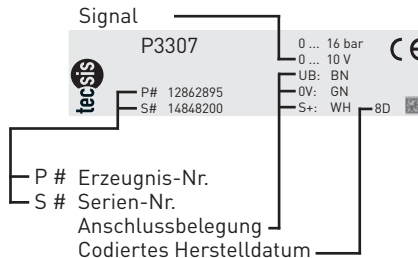 Signal
P3307
0 ... 16 bar
0 ... 10 V
CE
UB: BN
0V: GN
S+: WH
8D
tecsis
P# 12862895
S# 14848200
P # Erzeugnis-Nr.
S # Serien-Nr.
Anschlussbelegung
Codiertes Herstelldatum